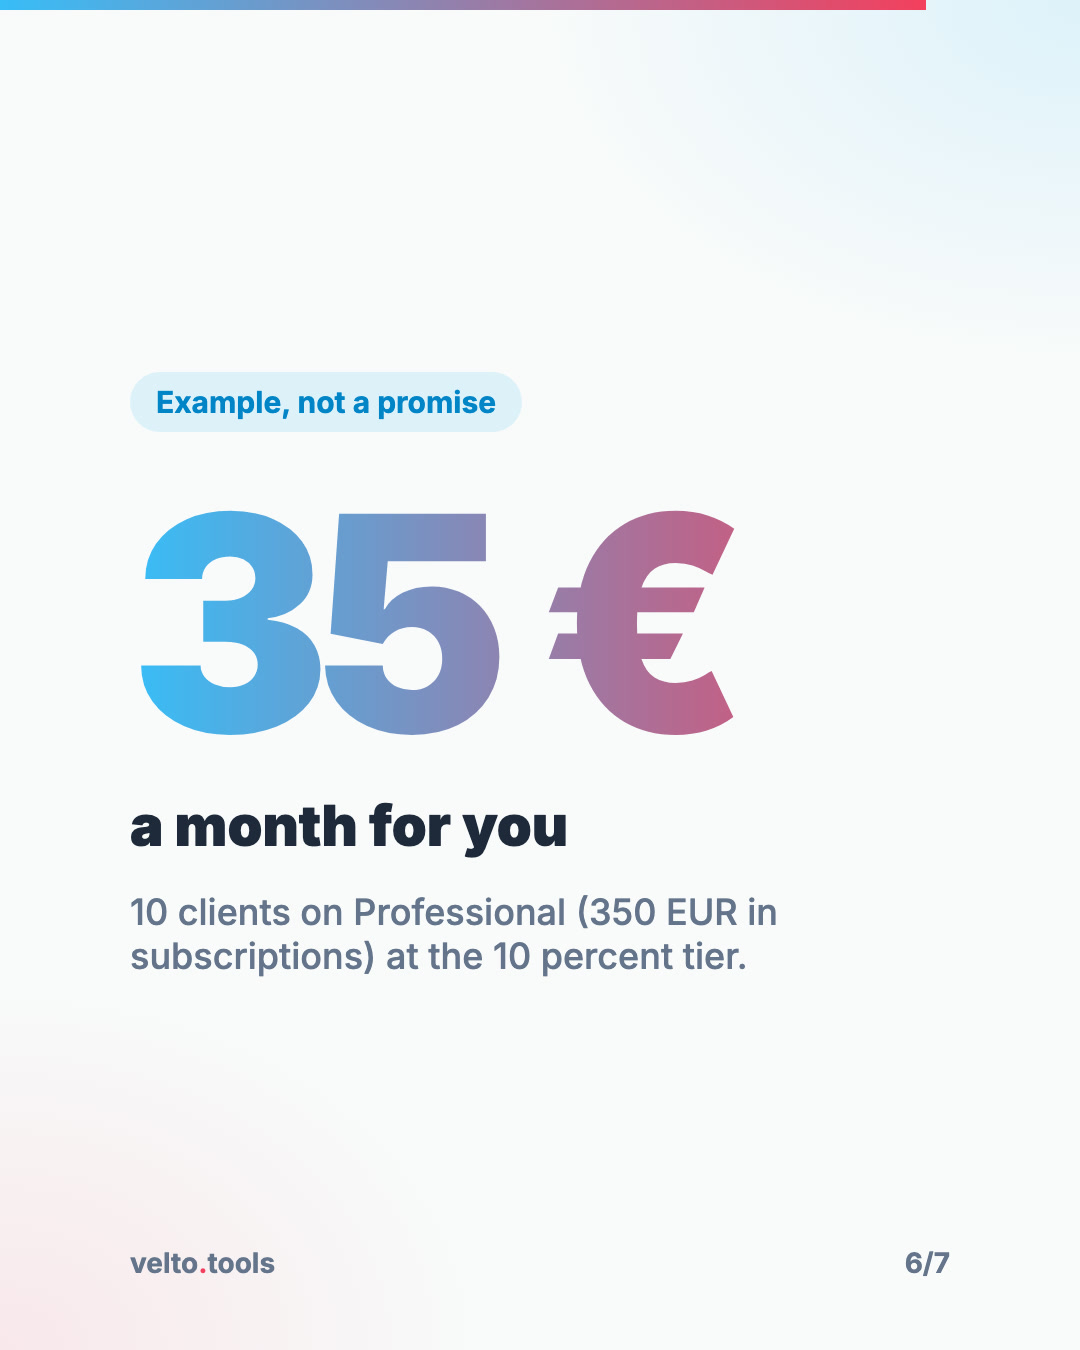 Example, not a promise
35 €
a month for you
10 clients on Professional (350 EUR in
subscriptions) at the 10 percent tier.
velto.tools
6/7